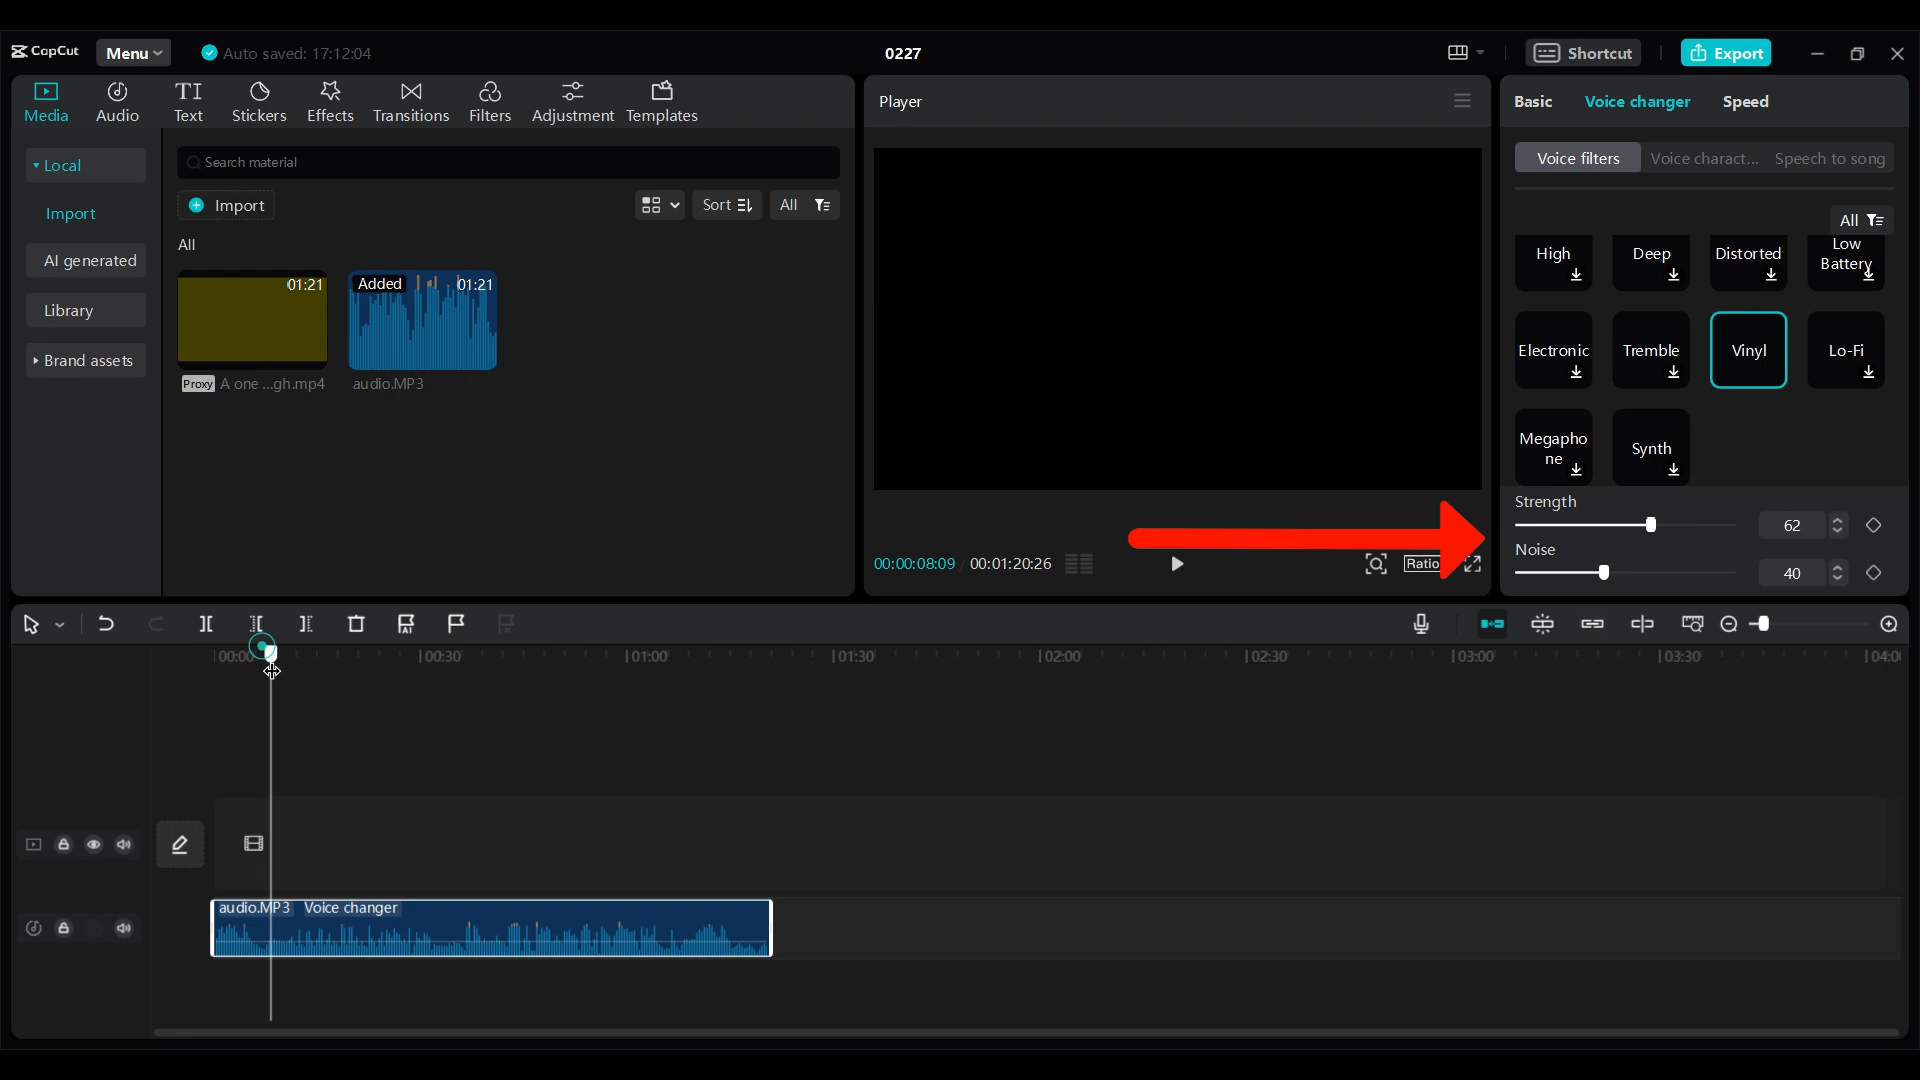 CapCut Menu Auto saved: 17:12:04 0227 Shortcut Export
Media Audio Text Stickers Effects Transitions Filters Adjustment Templates
Local
Import
AI generated
Library
Brand assets
Search material
Import Sort All
All
01:21
Proxy A one ...gh.mp4
Added 01:21
audio.MP3
Player
00:00:08:09 00:01:20:26
Ratio
Basic Voice changer Speed
Voice filters Voice charact... Speech to song
All
High Deep Distorted Low
Battery
Electronic Tremble Vinyl Lo-Fi
Megapho
ne
Synth
Strength
62
Noise
40
00:00 00:30 01:00 01:30 02:00 02:30 03:00 03:30 04:0
audio.MP3 Voice changer